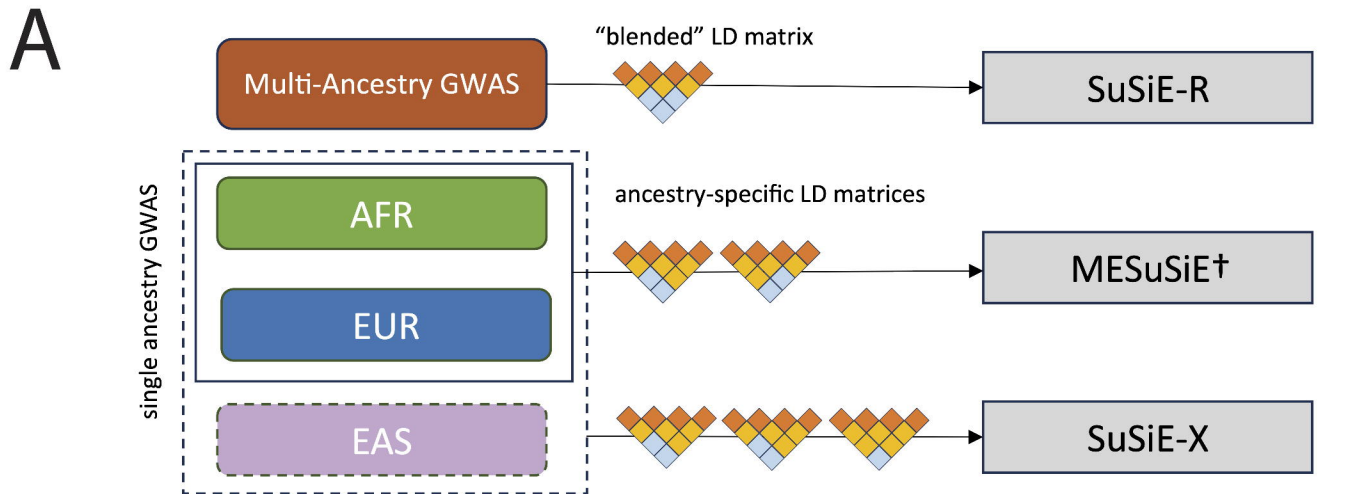 A
“blended” LD matrix
Multi-Ancestry GWAS
SuSiE-R
single ancestry GWAS
AFR
ancestry-specific LD matrices
MESuSiE†
EUR
EAS
SuSiE-X